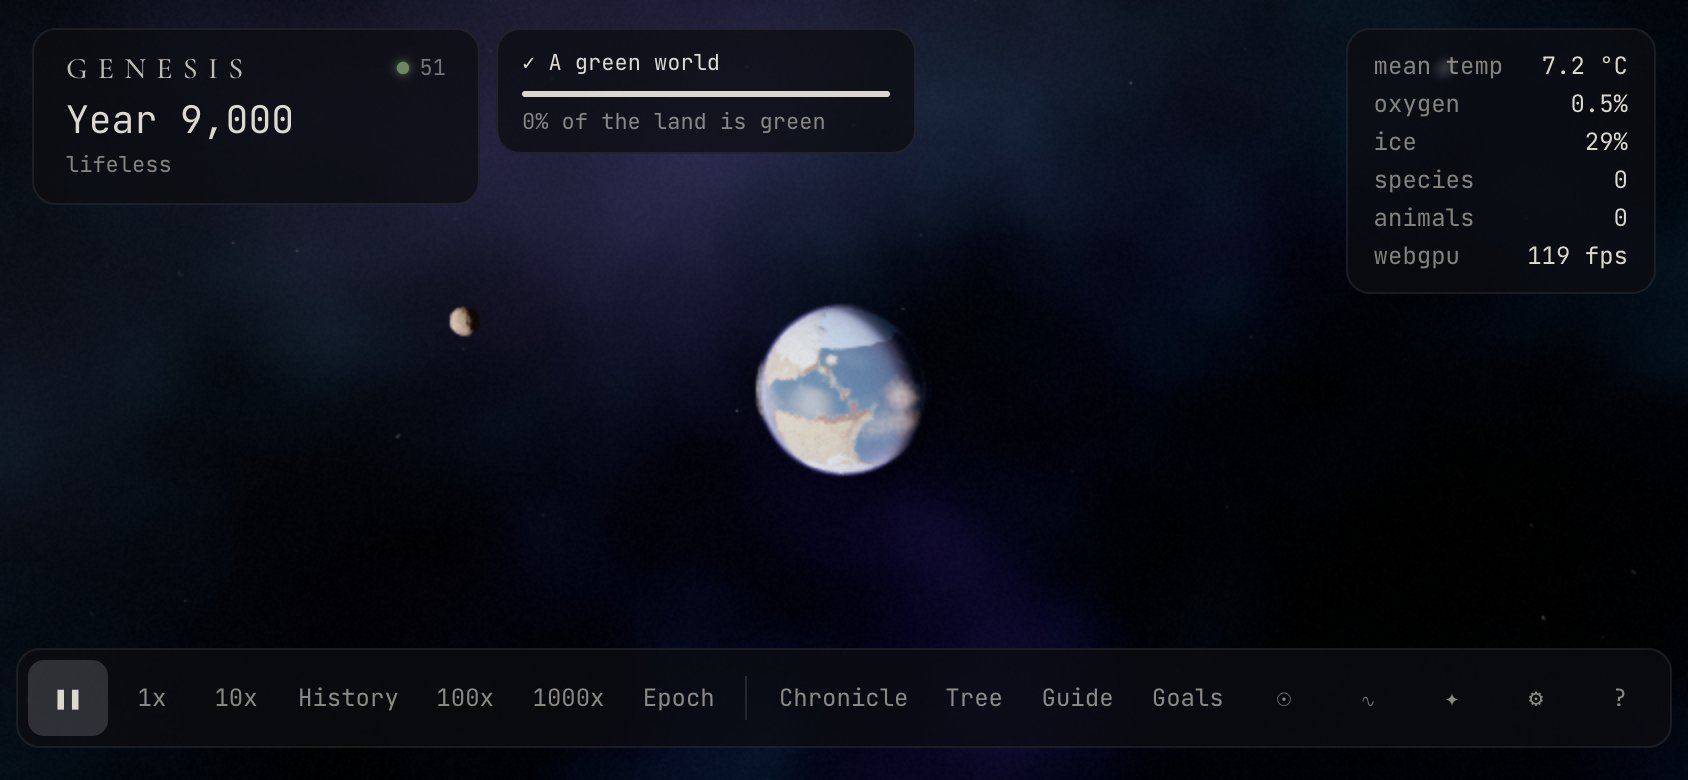 GENESIS
51
Year 9,000
lifeless
✓ A green world
0% of the land is green
mean temp 7.2 °C
oxygen 0.5%
ice 29%
species 0
animals 0
webgpu 119 fps
1x 10x History 100x 1000x Epoch Chronicle Tree Guide Goals ?